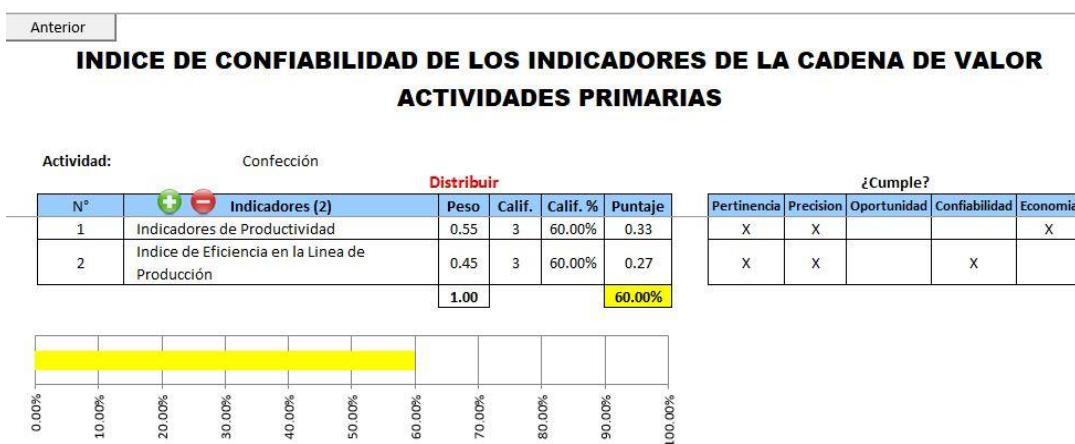 Anterior
INDICE DE CONFIABILIDAD DE LOS INDICADORES DE LA CADENA DE VALOR
ACTIVIDADES PRIMARIAS
Actividad: Confección
Distribuir ¿Cumple?
N° Indicadores (2) Peso Calif. Calif. % Puntaje Pertinencia Precision Oportunidad Confiabilidad Economia
1 Indicadores de Productividad 0.55 3 60.00% 0.33 X X X
2 Indice de Eficiencia en la Linea de
Producción 0.45 3 60.00% 0.27 X X X
1.00 60.00%
0.00% 10.00% 20.00% 30.00% 40.00% 50.00% 60.00% 70.00% 80.00% 90.00% 100.00%